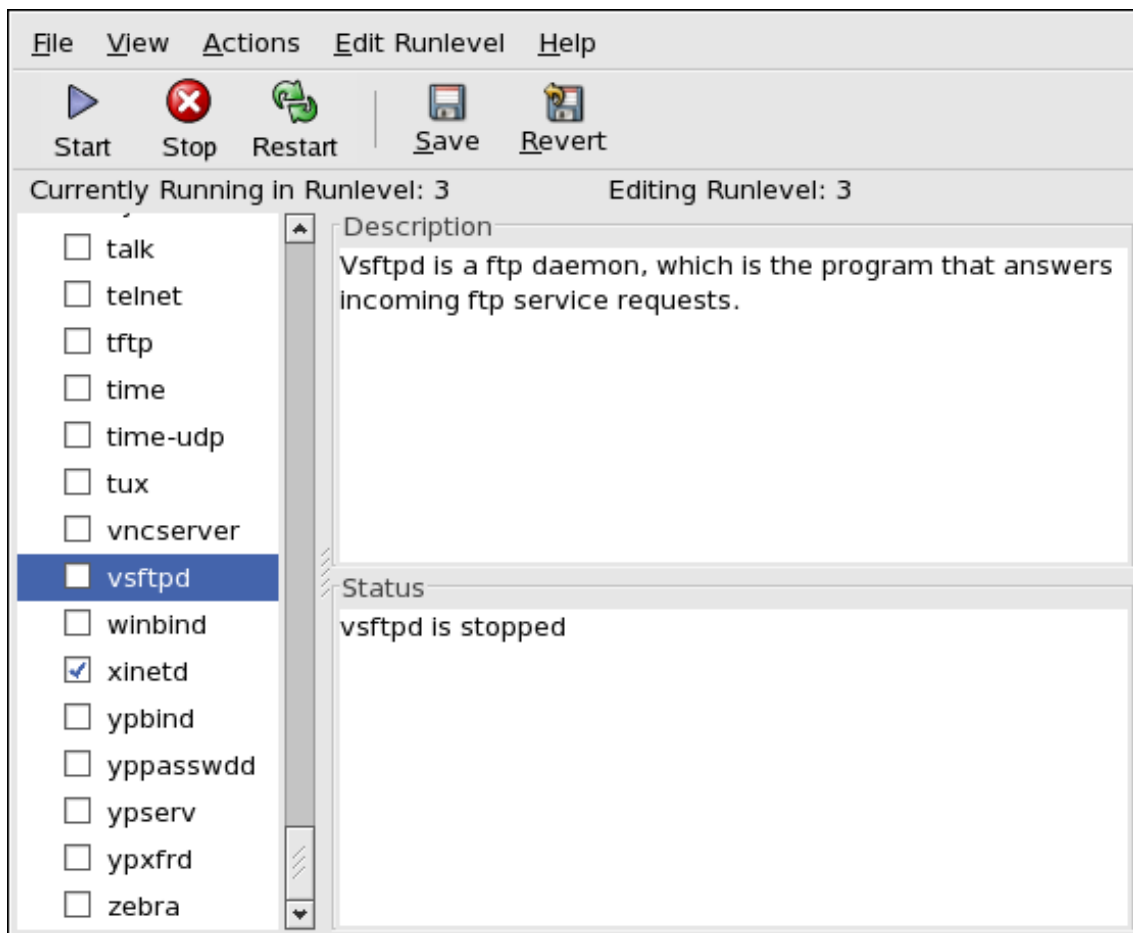 File View Actions Edit Runlevel Help
Start Stop Restart Save Revert
Currently Running in Runlevel: 3 Editing Runlevel: 3
talk
telnet
tftp
time
time-udp
tux
vncserver
vsftpd
winbind
xinetd
ypbind
yppasswdd
ypserv
ypxfrd
zebra
Description
Vsftpd is a ftp daemon, which is the program that answers
incoming ftp service requests.
Status
vsftpd is stopped